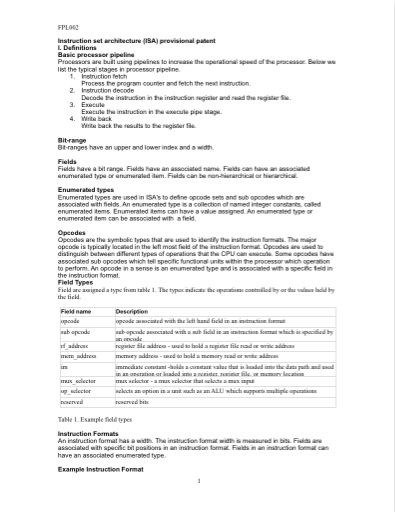 FPL002
Instruction set architecture (ISA) provisional patent
I. Definitions
Basic processor pipeline
Processors are built using pipelines to increase the operational speed of the processor. Below we
list the typical stages in processor pipeline.
1. Instruction fetch
Process the program counter and fetch the next instruction.
2. Instruction decode
Decode the instruction in the instruction register and read the register file.
3. Execute
Execute the instruction in the execute pipe stage.
4. Write back
Write back the results to the register file.
Bit-range
Bit-ranges have an upper and lower index and a width.
Fields
Fields have a bit range. Fields have an associated name. Fields can have an associated
enumerated type or enumerated item. Fields can be non-hierarchical or hierarchical.
Enumerated types
Enumerated types are used in ISA's to define opcode sets and sub opcodes which are
associated with fields. An enumerated type is a collection of named integer constants, called
enumerated items. Enumerated items can have a value assigned. An enumerated type or
enumerated item can be associated with a field.
Opcodes
Opcodes are the symbolic types that are used to identify the instruction formats. The major
opcode is typically located in the left most field of the instruction format. Opcodes are used to
distinguish between different types of operations that the CPU can execute. Some opcodes have
associated sub opcodes which tell specific functional units within the processor which operation
to perform. An opcode in a sense is an enumerated type and is associated with a specific field in
the instruction format.
Field Types
Field are assigned a type from table 1. The types indicate the operations controlled by or the values held by
the field.
Field name Description
opcode opcode associated with the left hand field in an instruction format
sub opcode sub opcode associated with a sub field in an instruction format which is specified by
an opcode
rf_address register file address - used to hold a register file read or write address
mem_address memory address - used to hold a memory read or write address
im immediate constant -holds a constant value that is loaded into the data path and used
in an operation or loaded into a register, register file, or memory location
mux_selector mux selector - a mux selector that selects a mux input
op_selector selects an option in a unit such as an ALU which supports multiple operations
reserved reserved bits
Table 1. Example field types
Instruction Formats
An instruction format has a width. The instruction format width is measured in bits. Fields are
associated with specific bit positions in an instruction format. Fields in an instruction format can
have an associated enumerated type.
Example Instruction Format
1